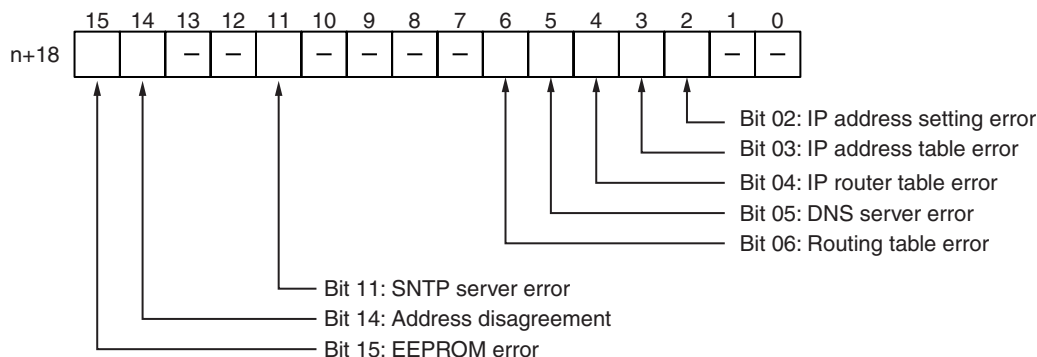 15 14 13 12 11 10 9 8 7 6 5 4 3 2 1 0
n+18 – – – – – – – –
Bit 02: IP address setting error
Bit 03: IP address table error
Bit 04: IP router table error
Bit 05: DNS server error
Bit 06: Routing table error
Bit 11: SNTP server error
Bit 14: Address disagreement
Bit 15: EEPROM error